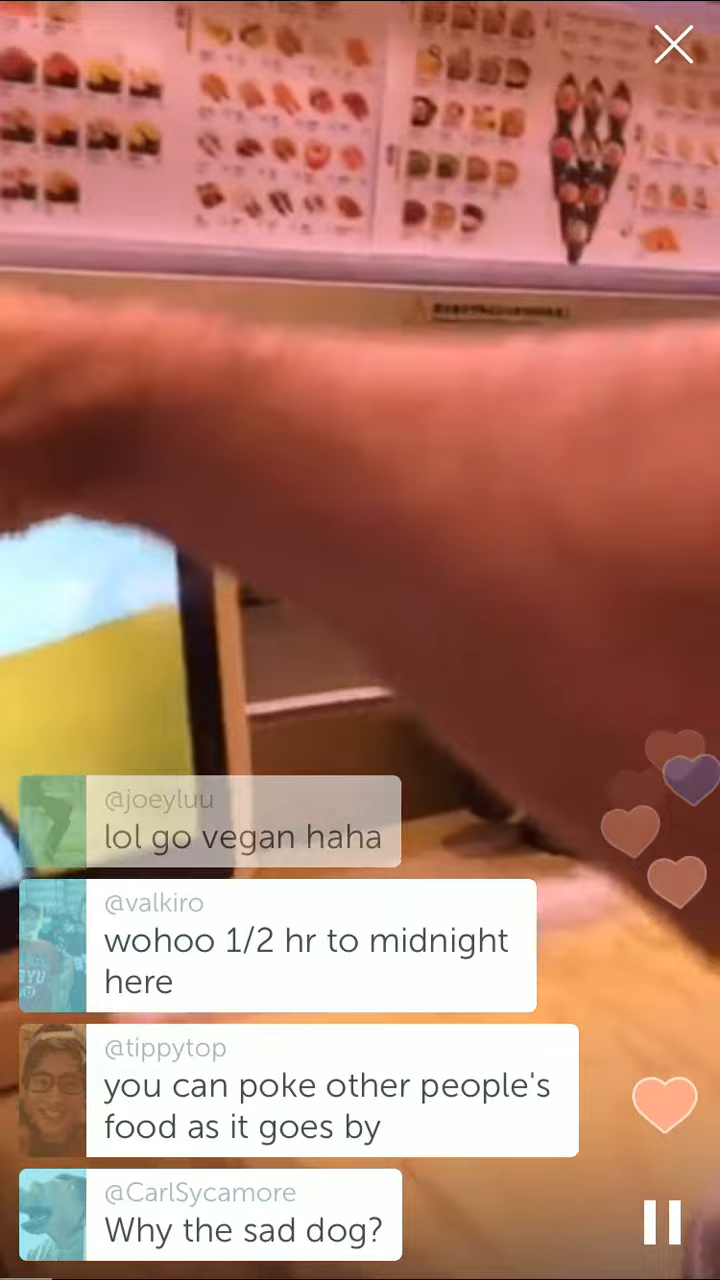 @joeyluu
lol go vegan haha
@valkiro
wohoo 1/2 hr to midnight
here
@tippytop
you can poke other people's
food as it goes by
@CarlSycamore
Why the sad dog?